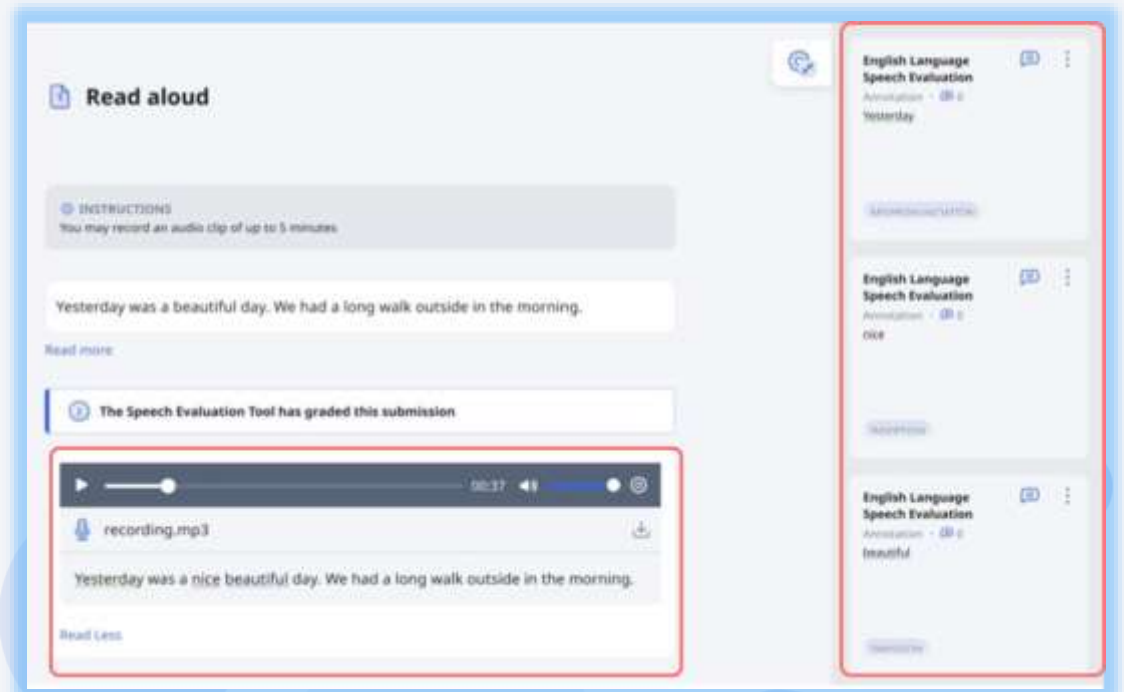 Read aloud
INSTRUCTIONS
You may record an audio clip of up to 5 minutes
Yesterday was a beautiful day. We had a long walk outside in the morning.
Read more
The Speech Evaluation Tool has graded this submission
00:37
recording.mp3
Yesterday was a nice beautiful day. We had a long walk outside in the morning.
Read Less
English Language
Speech Evaluation
Annotation · 0
Yesterday
English Language
Speech Evaluation
Annotation · 0
nice
English Language
Speech Evaluation
Annotation · 0
beautiful